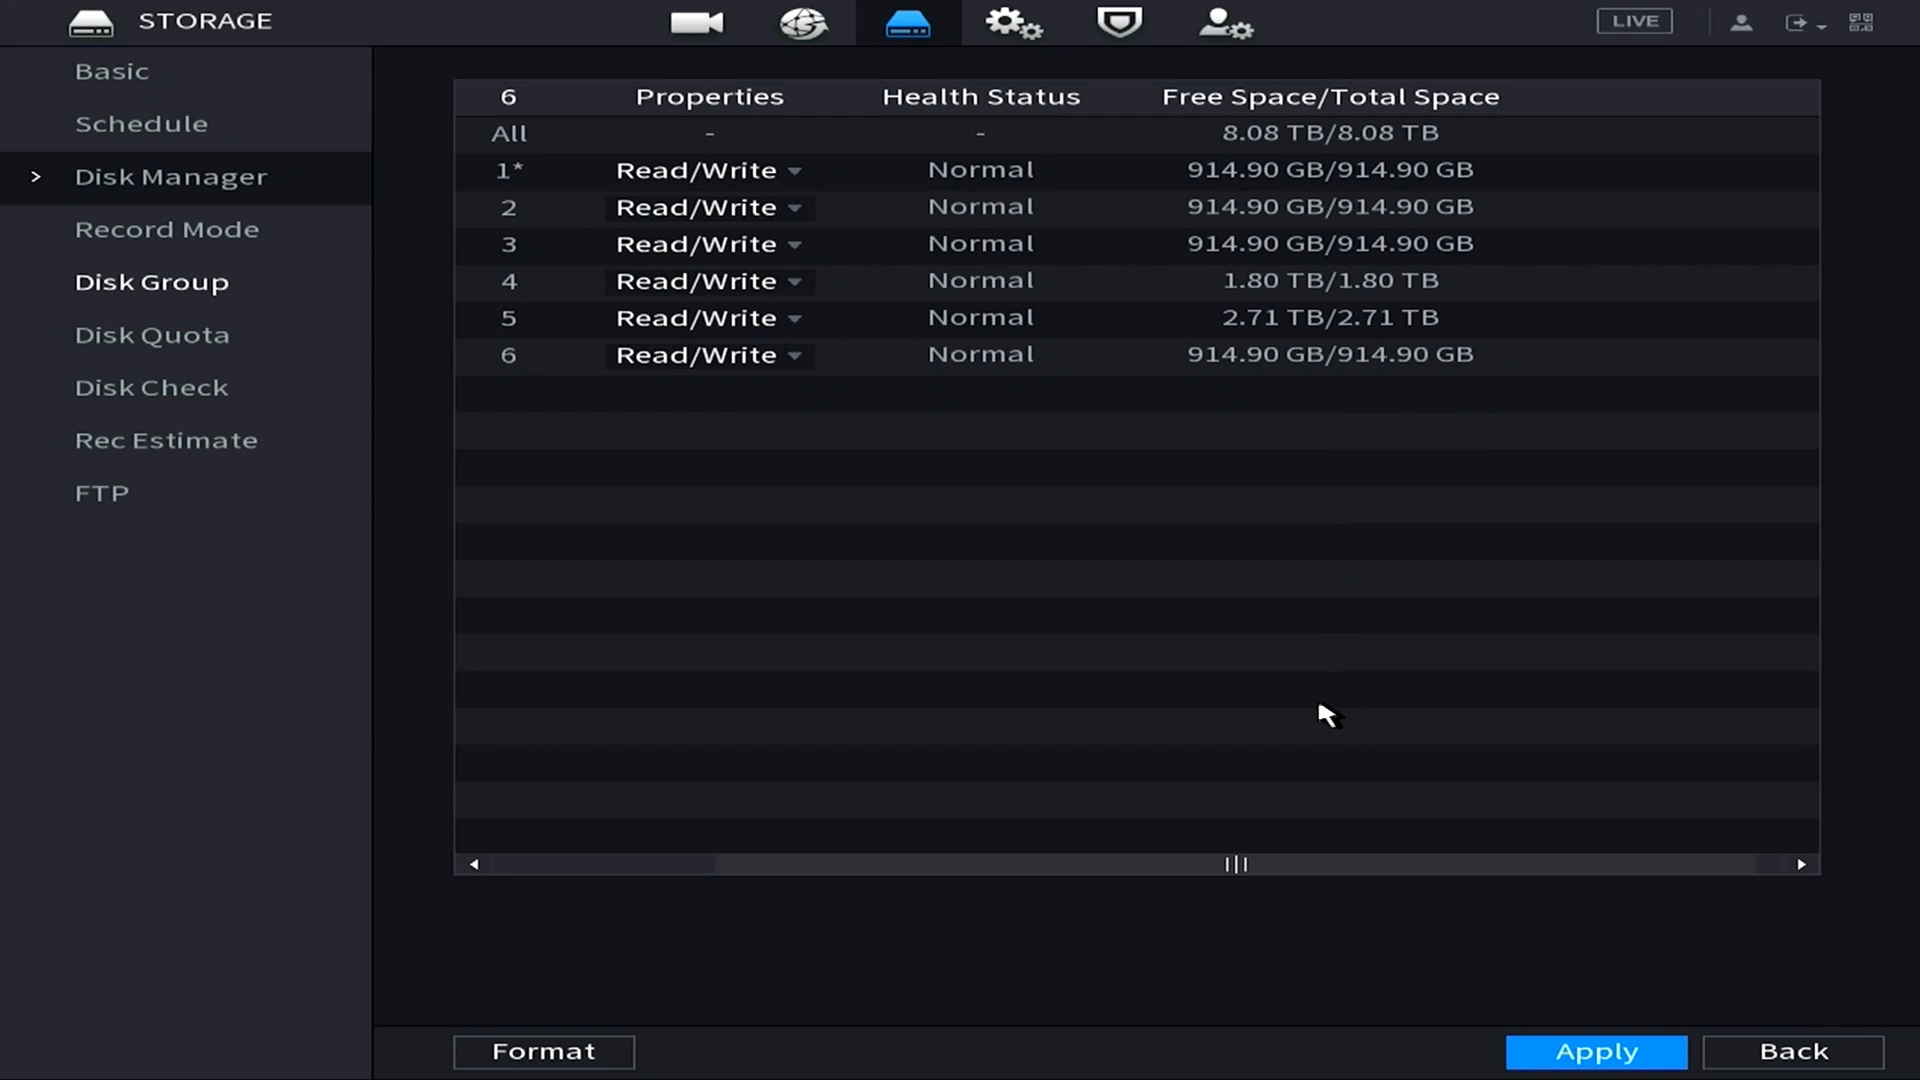 STORAGE
LIVE
Basic
Schedule
> Disk Manager
Record Mode
Disk Group
Disk Quota
Disk Check
Rec Estimate
FTP
6 Properties Health Status Free Space/Total Space
All - - 8.08 TB/8.08 TB
1* Read/Write Normal 914.90 GB/914.90 GB
2 Read/Write Normal 914.90 GB/914.90 GB
3 Read/Write Normal 914.90 GB/914.90 GB
4 Read/Write Normal 1.80 TB/1.80 TB
5 Read/Write Normal 2.71 TB/2.71 TB
6 Read/Write Normal 914.90 GB/914.90 GB
Format
Apply
Back